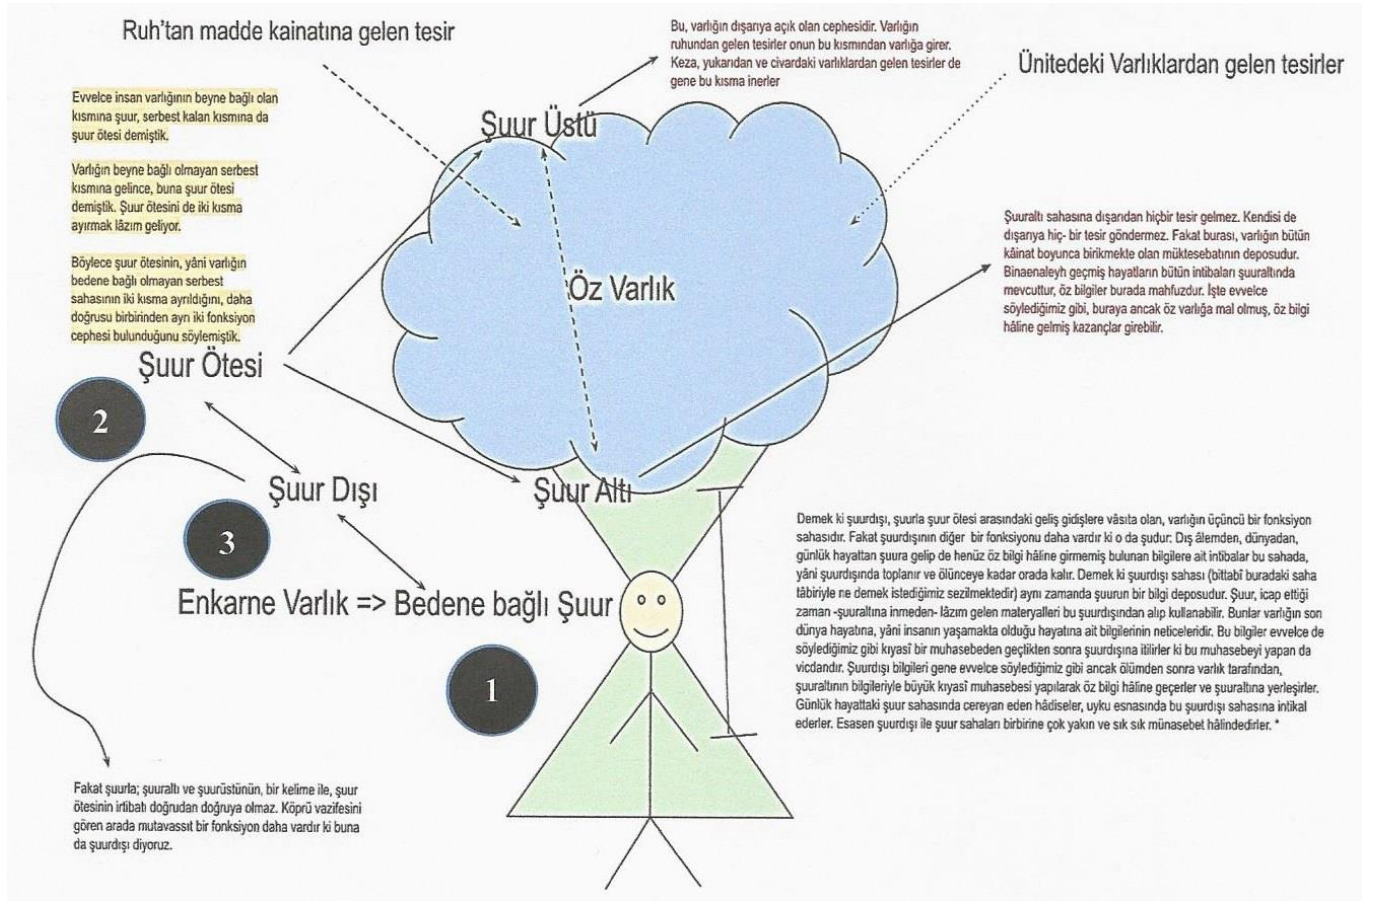 Ruh'tan madde kainatına gelen tesir
Bu, varlığın dışarıya açık olan cephesidir. Varlığın
ruhundan gelen tesirler onun bu kısmından varlığa girer.
Keza, yukarıdan ve civardaki varlıklardan gelen tesirler de
gene bu kısma inerler
Ünitedeki Varlıklardan gelen tesirler
Evvelce insan varlığının beyne bağlı olan
kısmına şuur, serbest kalan kısmına da
şuur ötesi demiştik.
Varlığın beyne bağlı olmayan serbest
kısmına gelince, buna şuur ötesi
demiştik. Şuur ötesini de iki kısma
ayırmak lâzım geliyor.
Böylece şuur ötesinin, yâni varlığın
bedene bağlı olmayan serbest
sahasının iki kısma ayrıldığını, daha
doğrusu birbirinden ayrı iki fonksiyon
cephesi bulunduğunu söylemiştik.
Şuur Üstü
Öz Varlık
Şuuraltı sahasına dışarıdan hiçbir tesir gelmez. Kendisi de
dışarıya hiç- bir tesir göndermez. Fakat burası, varlığın bütün
kâinat boyunca birikmekte olan müktesebatının deposudur.
Binaenaleyh geçmiş hayatların bütün intibaları şuuraltında
mevcuttur, öz bilgiler burada mahfuzdur. İşte evvelce
söylediğimiz gibi, buraya ancak öz varlığa mal olmuş, öz bilgi
hâline gelmiş kazançlar girebilir.
Şuur Ötesi
2
Şuur Dışı
Şuur Altı
3
Enkarne Varlık => Bedene bağlı Şuur
1
Demek ki şuurdışı, şuurla şuur ötesi arasındaki geliş gidişlere vâsıta olan, varlığın üçüncü bir fonksiyon
sahasıdır. Fakat şuurdışının diğer bir fonksiyonu daha vardır ki o da şudur: Dış âlemden, dünyadan,
günlük hayattan şuura gelip de henüz öz bilgi hâline girmemiş bulunan bilgilere ait intibalar bu sahada,
yâni şuurdışında toplanır ve ölünceye kadar orada kalır. Demek ki şuurdışı sahası (bittabî buradaki saha
tâbiriyle ne demek istediğimiz sezilmektedir) aynı zamanda şuurun bir bilgi deposudur. Şuur, icap ettiği
zaman -şuuraltına inmeden- lâzım gelen materyalleri bu şuurdışından alıp kullanabilir. Bunlar varlığın son
dünya hayatına, yâni insanın yaşamakta olduğu hayatına ait bilgilerinin neticeleridir. Bu bilgiler evvelce de
söylediğimiz gibi kıyasî bir muhasebeden geçtikten sonra şuurdışına itilirler ki bu muhasebeyi yapan da
vicdandır. Şuurdışı bilgileri gene evvelce söylediğimiz gibi ancak ölümden sonra varlık tarafından,
şuuraltının bilgileriyle büyük kıyasî muhasebesi yapılarak öz bilgi hâline geçerler ve şuuraltına yerleşirler.
Günlük hayattaki şuur sahasında cereyan eden hâdiseler, uyku esnasında bu şuurdışı sahasına intikal
ederler. Esasen şuurdışı ile şuur sahaları birbirine çok yakın ve sık sık münasebet hâlindedirler. *
Fakat şuurla; şuuraltı ve şuurüstünün, bir kelime ile, şuur
ötesinin irtibatı doğrudan doğruya olmaz. Köprü vazifesini
gören arada mutavassıt bir fonksiyon daha vardır ki buna
da şuurdışı diyoruz.